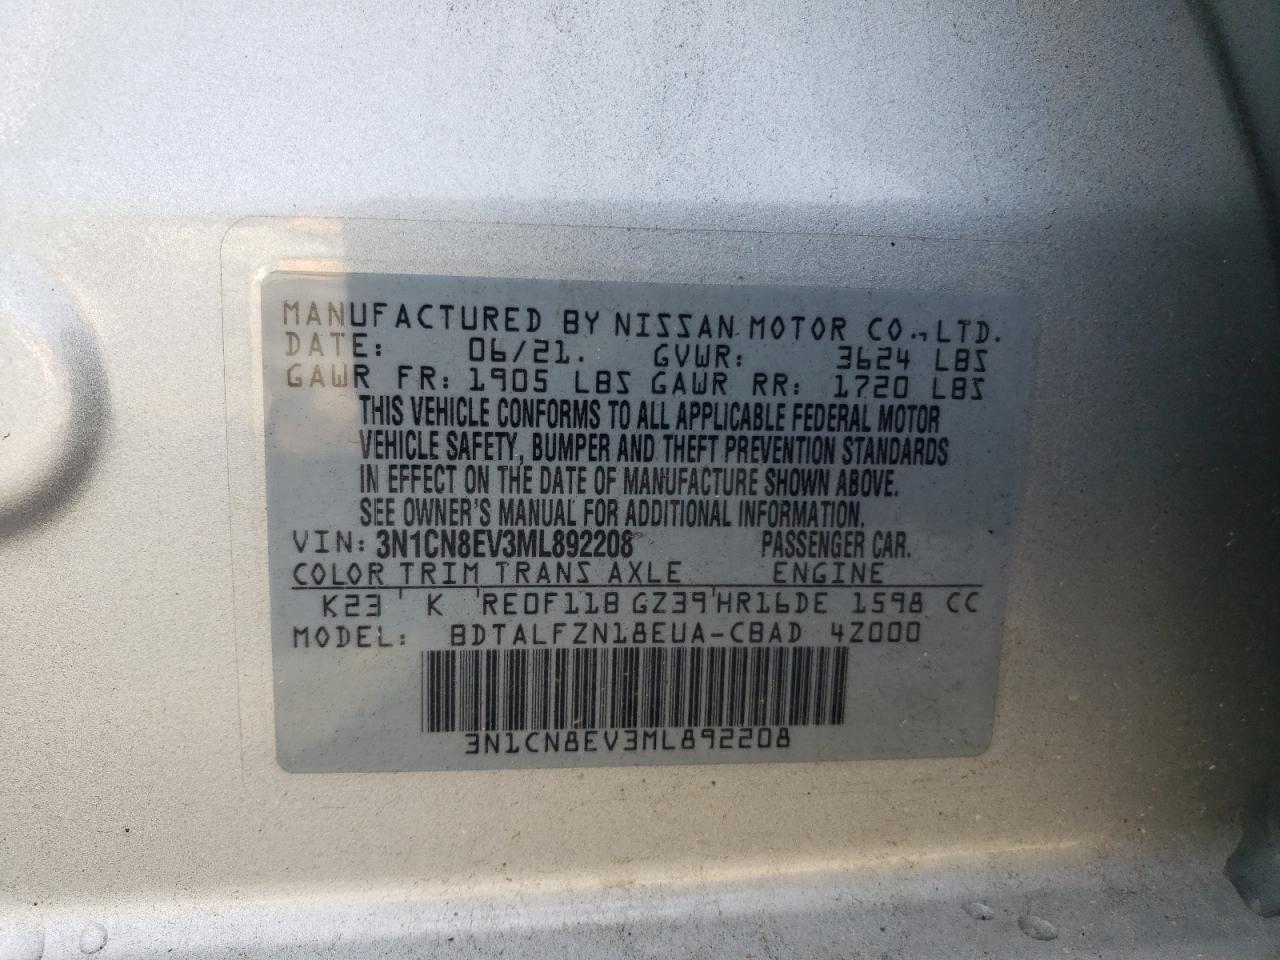 MANUFACTURED BY NISSAN MOTOR CO., LTD.
DATE: 06/21. GVWR: 3624 LBS
GAWR FR: 1905 LBS GAWR RR: 1720 LBS
THIS VEHICLE CONFORMS TO ALL APPLICABLE FEDERAL MOTOR
VEHICLE SAFETY, BUMPER AND THEFT PREVENTION STANDARDS
IN EFFECT ON THE DATE OF MANUFACTURE SHOWN ABOVE.
SEE OWNER'S MANUAL FOR ADDITIONAL INFORMATION.
VIN: 3N1CN8EV3ML892208 PASSENGER CAR.
COLOR TRIM TRANS AXLE ENGINE
K23 K RE0F11B GZ39 HR16DE 1598 CC
MODEL: BDTALFZN18EUA-CBAD 4Z000
3N1CN8EV3ML892208